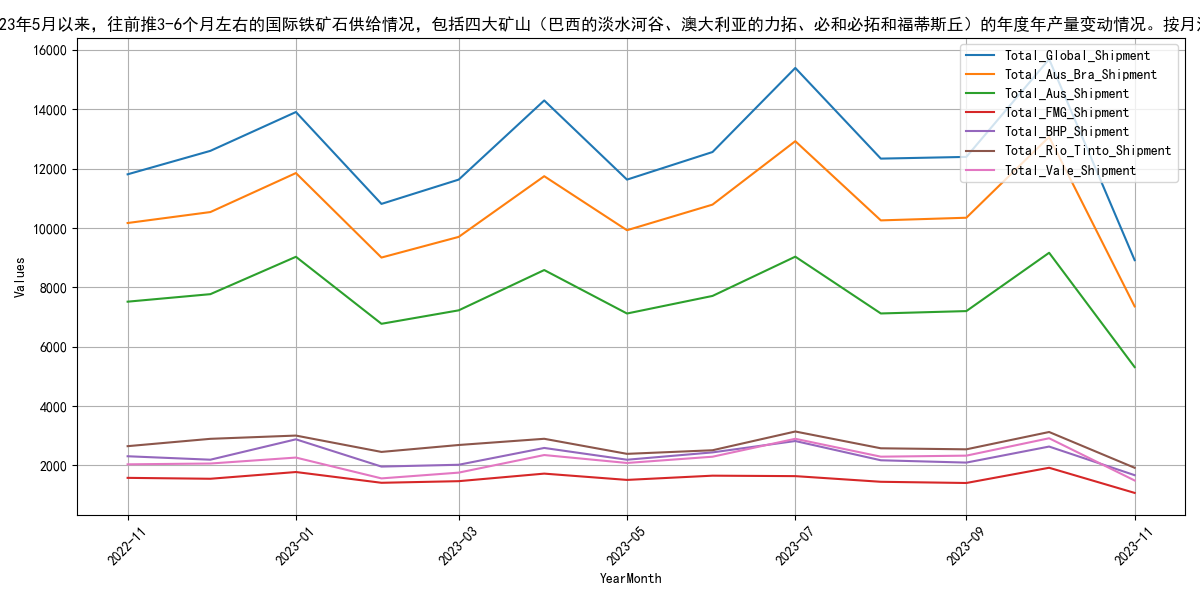 23年5月以来，往前推3-6个月左右的国际铁矿石供给情况，包括四大矿山（巴西的淡水河谷、澳大利亚的力拓、必和必拓和福蒂斯丘）的年度年产量变动情况。按月
16000
14000
12000
10000
8000
6000
4000
2000
Values
Total_Global_Shipment
Total_Aus_Bra_Shipment
Total_Aus_Shipment
Total_FMG_Shipment
Total_BHP_Shipment
Total_Rio_Tinto_Shipment
Total_Vale_Shipment
2022-11
2023-01
2023-03
2023-05
2023-07
2023-09
2023-11
YearMonth